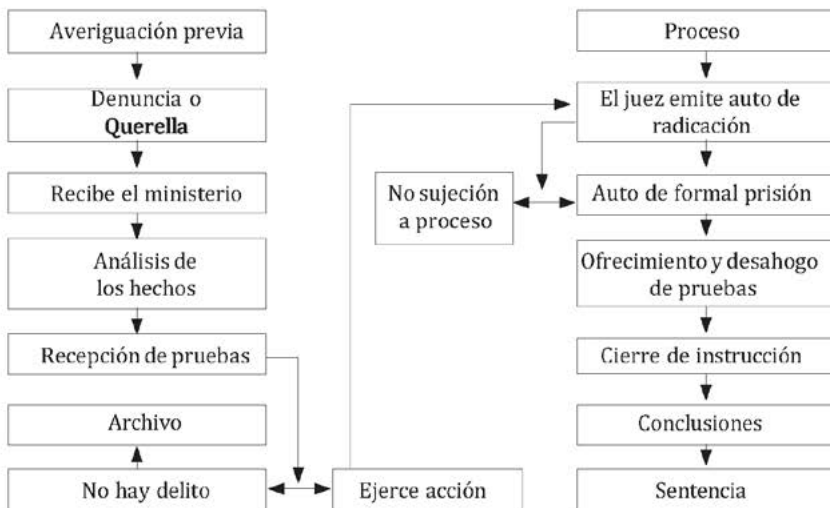 Averiguación previa
Denuncia o
Querella
Recibe el ministerio
Análisis de
los hechos
Recepción de pruebas
Archivo
No hay delito
Ejerce acción
Proceso
El juez emite auto de
radicación
No sujeción
a proceso
Auto de formal prisión
Ofrecimiento y desahogo
de pruebas
Cierre de instrucción
Conclusiones
Sentencia